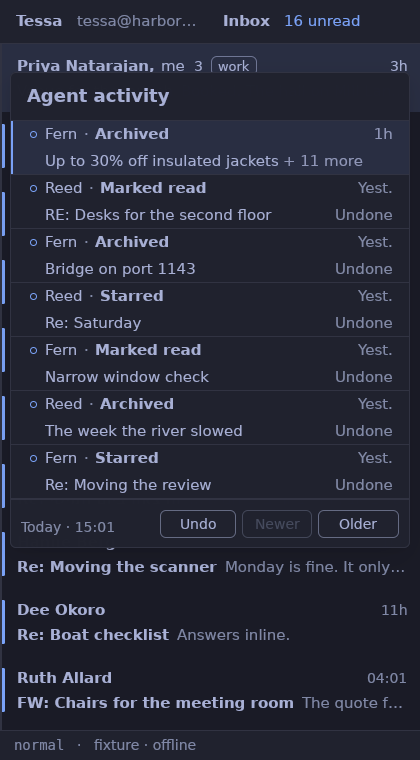 Tessa tessa@harbor… Inbox 16 unread
Priya Natarajan, me 3 work 3h
Agent activity
Fern · Archived 1h
Up to 30% off insulated jackets + 11 more
Reed · Marked read Yest.
RE: Desks for the second floor Undone
Fern · Archived Yest.
Bridge on port 1143 Undone
Reed · Starred Yest.
Re: Saturday Undone
Fern · Marked read Yest.
Narrow window check Undone
Reed · Archived Yest.
The week the river slowed Undone
Fern · Starred Yest.
Re: Moving the review Undone
Today · 15:01 Undo Newer Older
Re: Moving the scanner Monday is fine. It only…
Dee Okoro 11h
Re: Boat checklist Answers inline.
Ruth Allard 04:01
FW: Chairs for the meeting room The quote f…
normal · fixture · offline